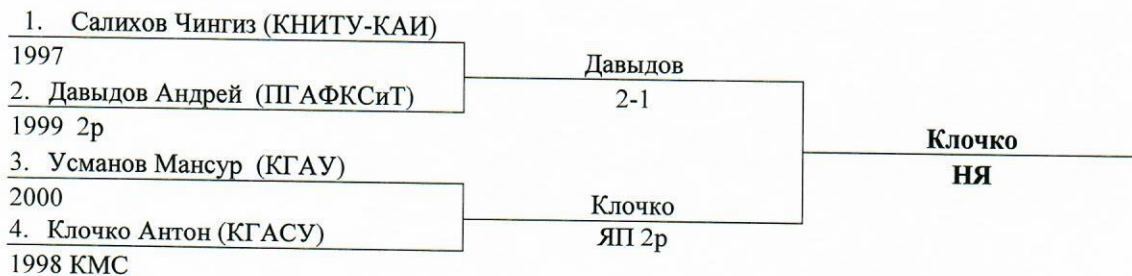 1. Салихов Чингиз (КНИТУ-КАИ)
1997
2. Давыдов Андрей (ПГАФКСиТ)
1999 2р
3. Усманов Мансур (КГАУ)
2000
4. Клочко Антон (КГАСУ)
1998 КМС
Давыдов
2-1
Клочко
ЯП 2р
Клочко
НЯ